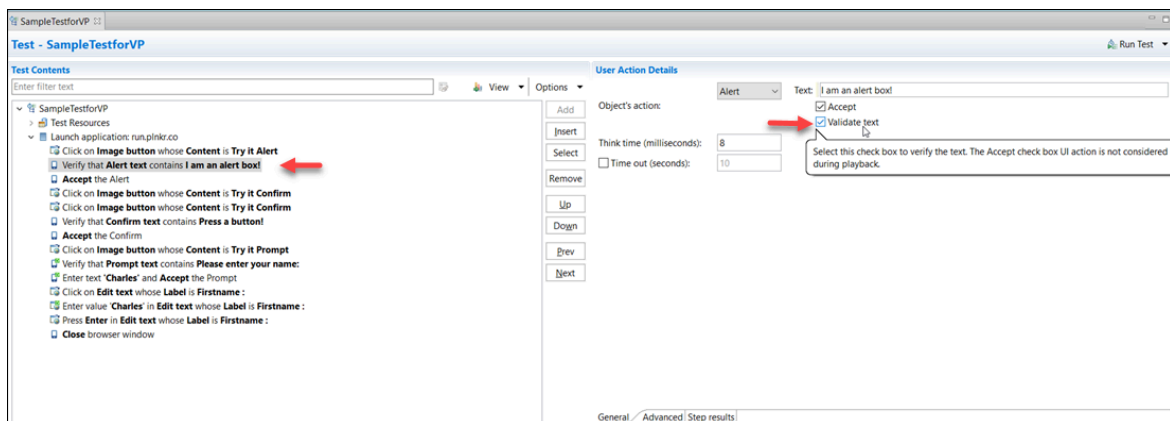 SampleTestforVP
Test - SampleTestforVP
Run Test
Test Contents
Enter filter text
View
Options
SampleTestforVP
Test Resources
Launch application: run.plnkr.co
Click on Image button whose Content is Try it Alert
Verify that Alert text contains I am an alert box!
Accept the Alert
Click on Image button whose Content is Try it Confirm
Click on Image button whose Content is Try it Confirm
Verify that Confirm text contains Press a button!
Accept the Confirm
Click on Image button whose Content is Try it Prompt
Verify that Prompt text contains Please enter your name:
Enter text 'Charles' and Accept the Prompt
Click on Edit text whose Label is Firstname :
Enter value 'Charles' in Edit text whose Label is Firstname :
Press Enter in Edit text whose Label is Firstname :
Close browser window
Add
Insert
Select
Remove
Up
Down
Prev
Next
User Action Details
Alert
Text: I am an alert box!
Object's action:
Accept
Validate text
Think time (milliseconds): 8
Time out (seconds): 10
Select this check box to verify the text. The Accept check box UI action is not considered
during playback.
General Advanced Step results